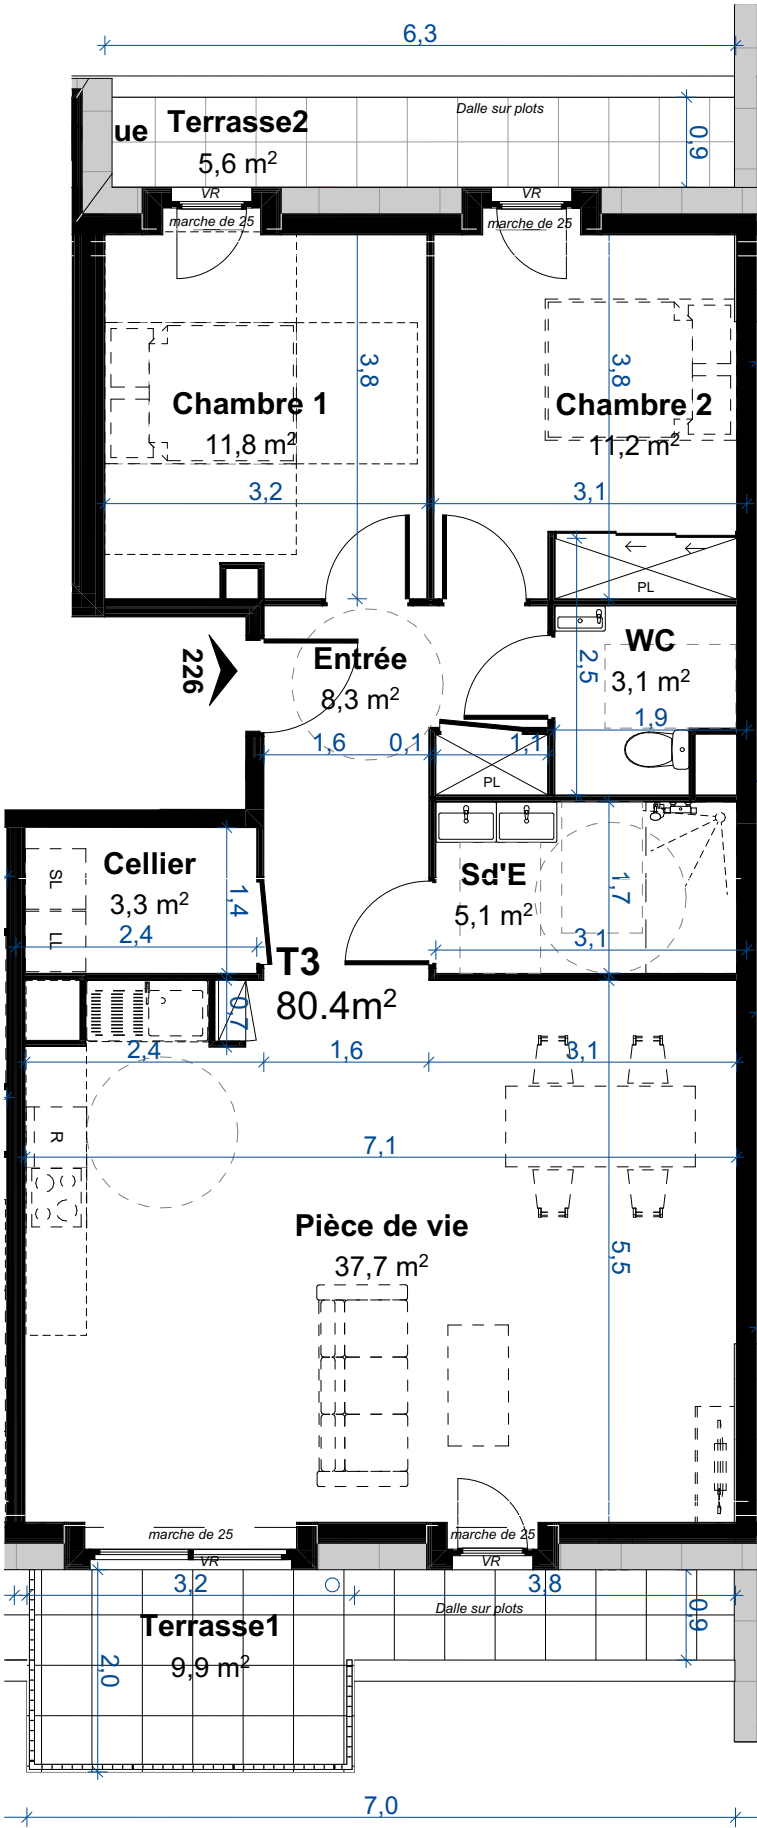 6,3
Dalle sur plots
ue Terrasse2
5,6 m²
0,9
VR
VR
marche de 25
marche de 25
3,8
3,8
Chambre 1
11,8 m²
Chambre 2
11,2 m²
3,2
3,1
PL
226
Entrée
8,3 m²
2,5
WC
3,1 m²
1,9
1,6
0,1
1,1
PL
SL
Cellier
3,3 m²
1,4
LL
2,4
Sd'E
5,1 m²
1,7
3,1
T3
80.4m²
0,7
2,4
1,6
3,1
R
7,1
Pièce de vie
37,7 m²
5,5
marche de 25
marche de 25
VR
VR
3,2
3,8
Dalle sur plots
0,9
Terrasse1
9,9 m²
2,0
7,0